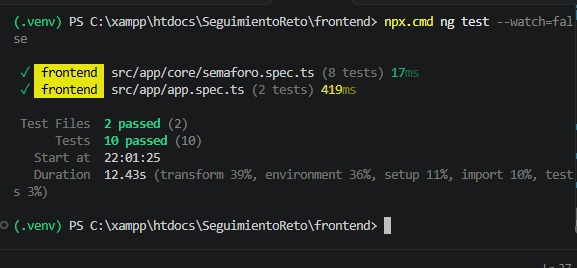 (.venv) PS C:\xampp\htdocs\SeguimientoReto\frontend> npx.cmd ng test --watch=fal
se
✓ frontend src/app/core/semaforo.spec.ts (8 tests) 17ms
✓ frontend src/app/app.spec.ts (2 tests) 419ms
Test Files 2 passed (2)
Tests 10 passed (10)
Start at 22:01:25
Duration 12.43s (transform 39%, environment 36%, setup 11%, import 10%, test
s 3%)
(.venv) PS C:\xampp\htdocs\SeguimientoReto\frontend>